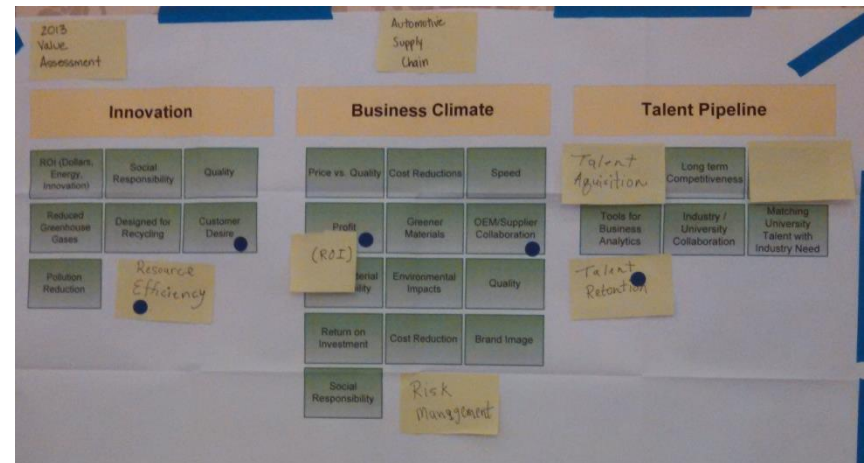 2013
Value
Assessment
Automotive
Supply
Chain
Innovation
Business Climate
Talent Pipeline
ROI (Dollars,
Energy,
Innovation)
Social
Responsibility
Quality
Reduced
Greenhouse
Gases
Designed for
Recycling
Customer
Desire
Pollution
Reduction
Resource
Efficiency
Price vs. Quality
Cost Reductions
Speed
Profit
Greener
Materials
OEM/Supplier
Collaboration
(ROI)
Environmental
Impacts
Quality
Return on
Investment
Cost Reduction
Brand Image
Social
Responsibility
Risk
Management
Talent
Aquicition
Long term
Competitiveness
Tools for
Business
Analytics
Industry /
University
Collaboration
Matching
University
Talent with
Industry Need
Talent
Retention